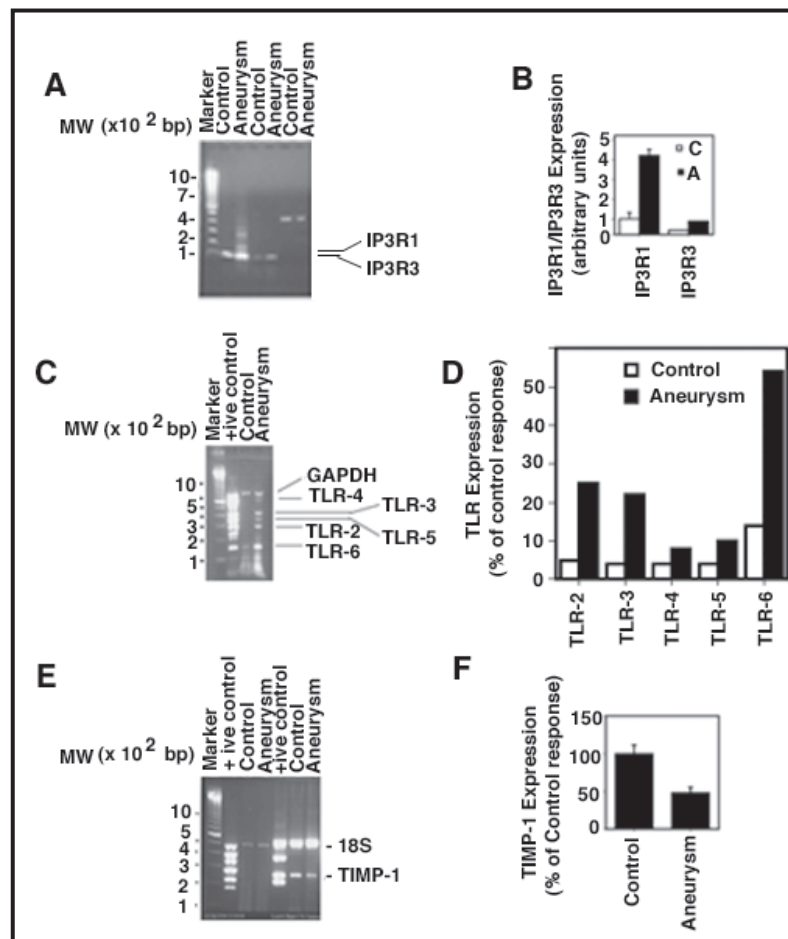 A
Marker
Control
Aneurysm
Control
Aneurysm
Control
Aneurysm
MW (x10 2 bp)
10-
7-
4-
2-
1-
IP3R1
IP3R3
B
IP3R1/IP3R3 Expression
(arbitrary units)
5
4
3
2
1
0
C
A
IP3R1
IP3R3
C
Marker
+ive control
Control
Aneurysm
MW (x 10 2 bp)
10
5
4
3
2
1
GAPDH
TLR-4
TLR-3
TLR-2
TLR-5
TLR-6
D
TLR Expression
(% of control response)
50
40
30
20
10
0
Control
Aneurysm
TLR-2
TLR-3
TLR-4
TLR-5
TLR-6
E
Marker
+ ive control
Control
Aneurysm
+ive control
Control
Aneurysm
MW (x 10 2 bp)
10
5
4
3
2
1
- 18S
- TIMP-1
F
TIMP-1 Expression
(% of Control response)
150
100
50
0
Control
Aneurysm